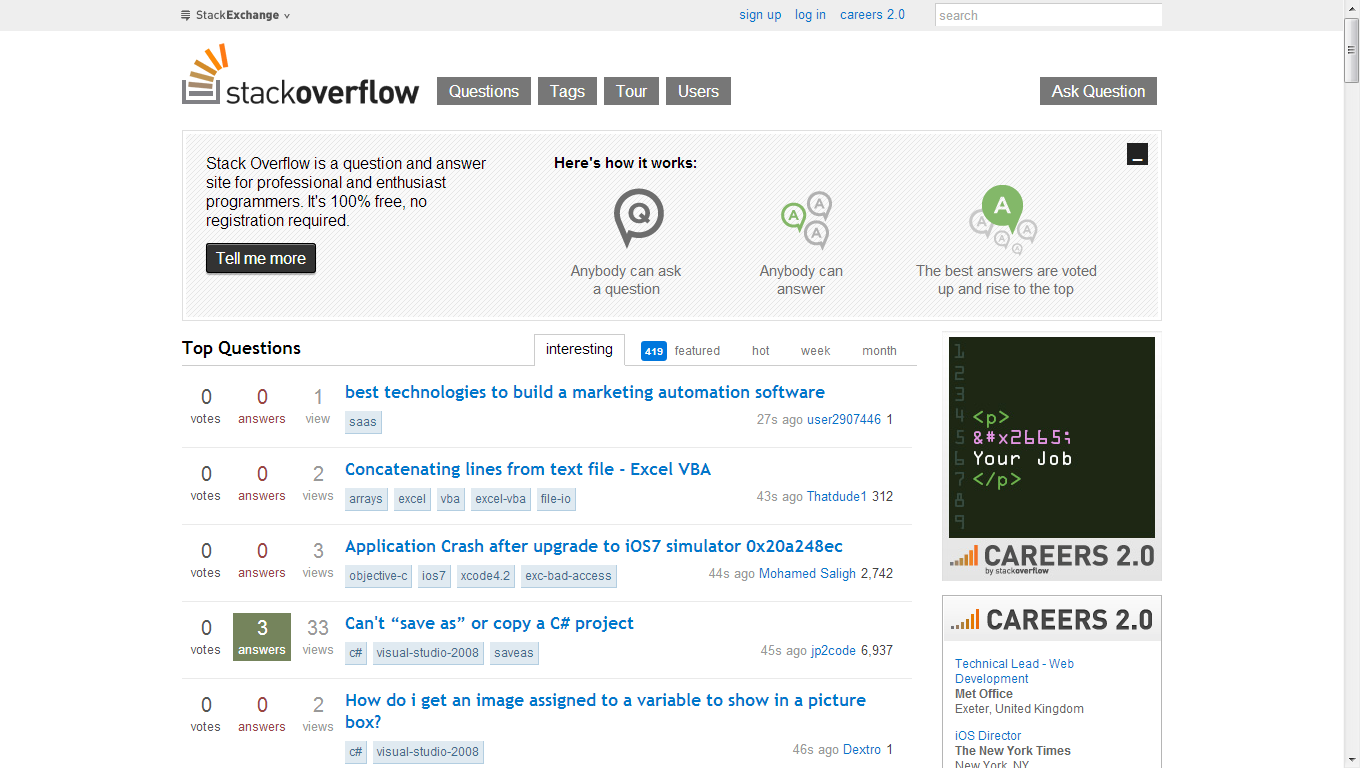 StackExchange
sign up log in careers 2.0 search
stackoverflow
Questions Tags Tour Users Ask Question
Stack Overflow is a question and answer
site for professional and enthusiast
programmers. It's 100% free, no
registration required.
Tell me more
Here's how it works:
Q
Anybody can ask
a question
A A A
Anybody can
answer
A A A A A
The best answers are voted
up and rise to the top
Top Questions
interesting 419 featured hot week month
0 votes 0 answers 1 view
best technologies to build a marketing automation software
saas
27s ago user2907446 1
0 votes 0 answers 2 views
Concatenating lines from text file - Excel VBA
arrays excel vba excel-vba file-io
43s ago Thatdude1 312
0 votes 0 answers 3 views
Application Crash after upgrade to iOS7 simulator 0x20a248ec
objective-c ios7 xcode4.2 exc-bad-access
44s ago Mohamed Saligh 2,742
0 votes 3 answers 33 views
Can't “save as” or copy a C# project
c# visual-studio-2008 saveas
45s ago jp2code 6,937
0 votes 0 answers 2 views
How do i get an image assigned to a variable to show in a picture
box?
c# visual-studio-2008
46s ago Dextro 1
1
2
3
4 <p>
5 &#x2665;
6 Your Job
7 </p>
8
9
CAREERS 2.0
by stackoverflow
CAREERS 2.0
Technical Lead - Web
Development
Met Office
Exeter, United Kingdom
iOS Director
The New York Times
New York, NY